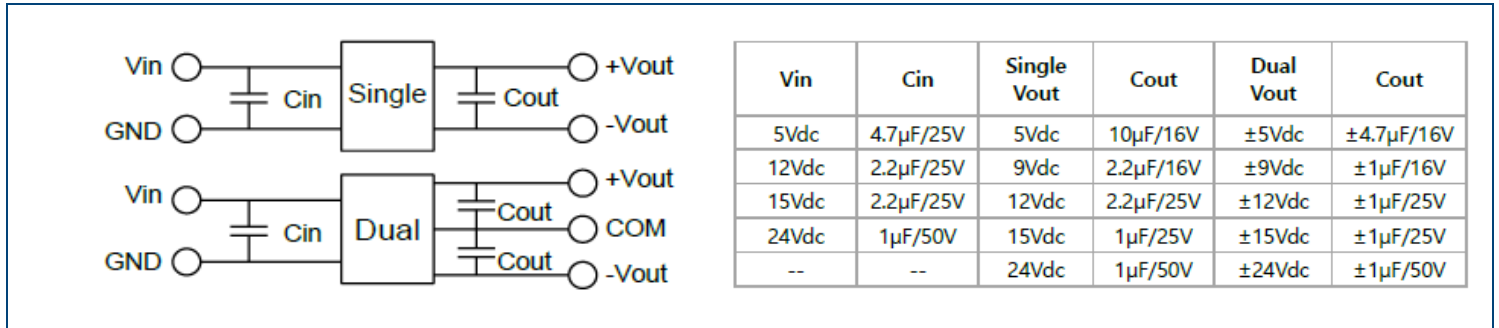 Vin
Cin
Single
Cout
+Vout
GND
-Vout
Vin
Cin
Dual
+Vout
Cout
COM
GND
Cout
-Vout
Vin Cin Single Vout Cout Dual Vout Cout
5Vdc 4.7µF/25V 5Vdc 10µF/16V ±5Vdc ±4.7µF/16V
12Vdc 2.2µF/25V 9Vdc 2.2µF/16V ±9Vdc ±1µF/16V
15Vdc 2.2µF/25V 12Vdc 2.2µF/25V ±12Vdc ±1µF/25V
24Vdc 1µF/50V 15Vdc 1µF/25V ±15Vdc ±1µF/25V
-- -- 24Vdc 1µF/50V ±24Vdc ±1µF/50V